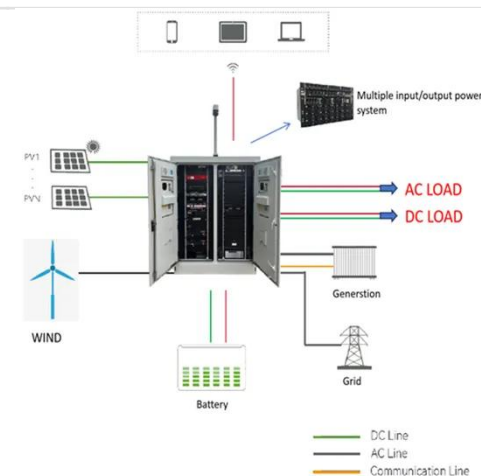 Multiple input/output power
system
PV1
PVN
AC LOAD
DC LOAD
WIND
Generstion
Grid
Battery
DC Line
AC Line
Communication Line